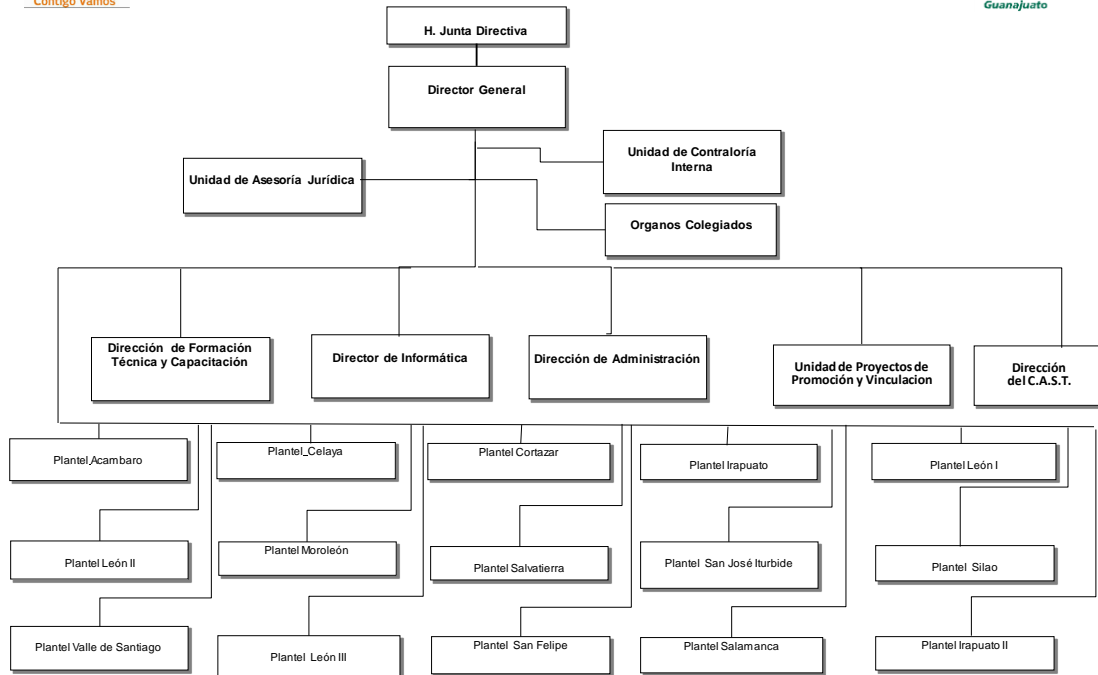 Contigo Vamos
Guanajuato
H. Junta Directiva
Director General
Unidad de Contraloría
Interna
Unidad de Asesoría Jurídica
Organos Colegiados
Dirección de Formación
Técnica y Capacitación
Director de Informática
Dirección de Administración
Unidad de Proyectos de
Promoción y Vinculacion
Dirección
del C.A.S.T.
Plantel Acambaro
Plantel Celaya
Plantel Cortazar
Plantel Irapuato
Plantel León I
Plantel León II
Plantel Moroleón
Plantel Salvatierra
Plantel San José Iturbide
Plantel Silao
Plantel Valle de Santiago
Plantel León III
Plantel San Felipe
Plantel Salamanca
Plantel Irapuato II